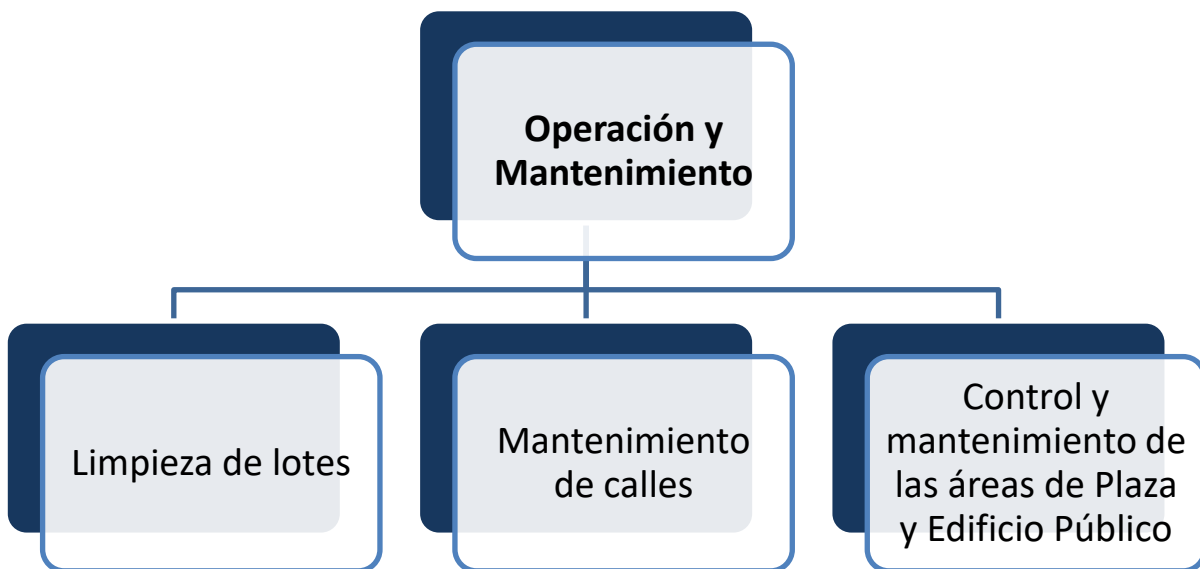 Operación y
Mantenimiento
Limpieza de lotes
Mantenimiento
de calles
Control y
mantenimiento de
las áreas de Plaza
y Edificio Público